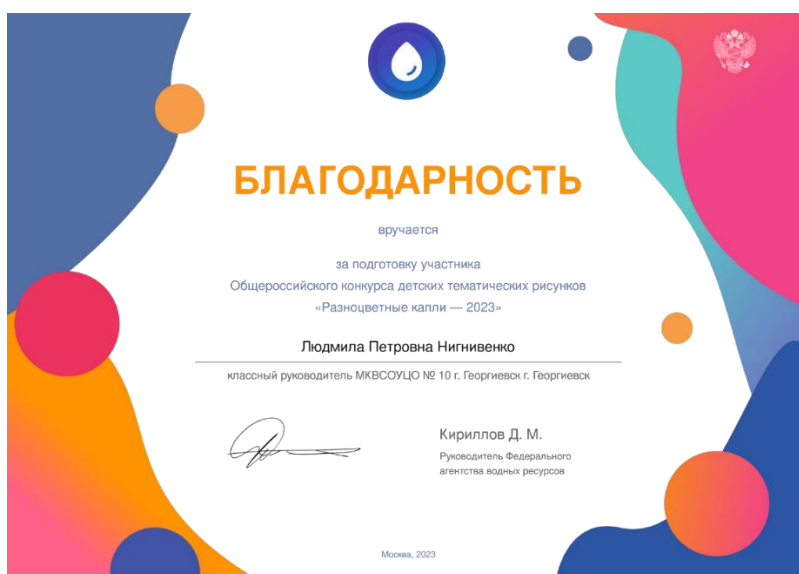 БЛАГОДАРНОСТЬ
вручается
за подготовку участника
Общероссийского конкурса детских тематических рисунков
«Разноцветные капли — 2023»
Людмила Петровна Нигнивенко
классный руководитель МКВСОУЦО № 10 г. Георгиевск г. Георгиевск
Кириллов Д. М.
Руководитель Федерального
агентства водных ресурсов
Москва, 2023